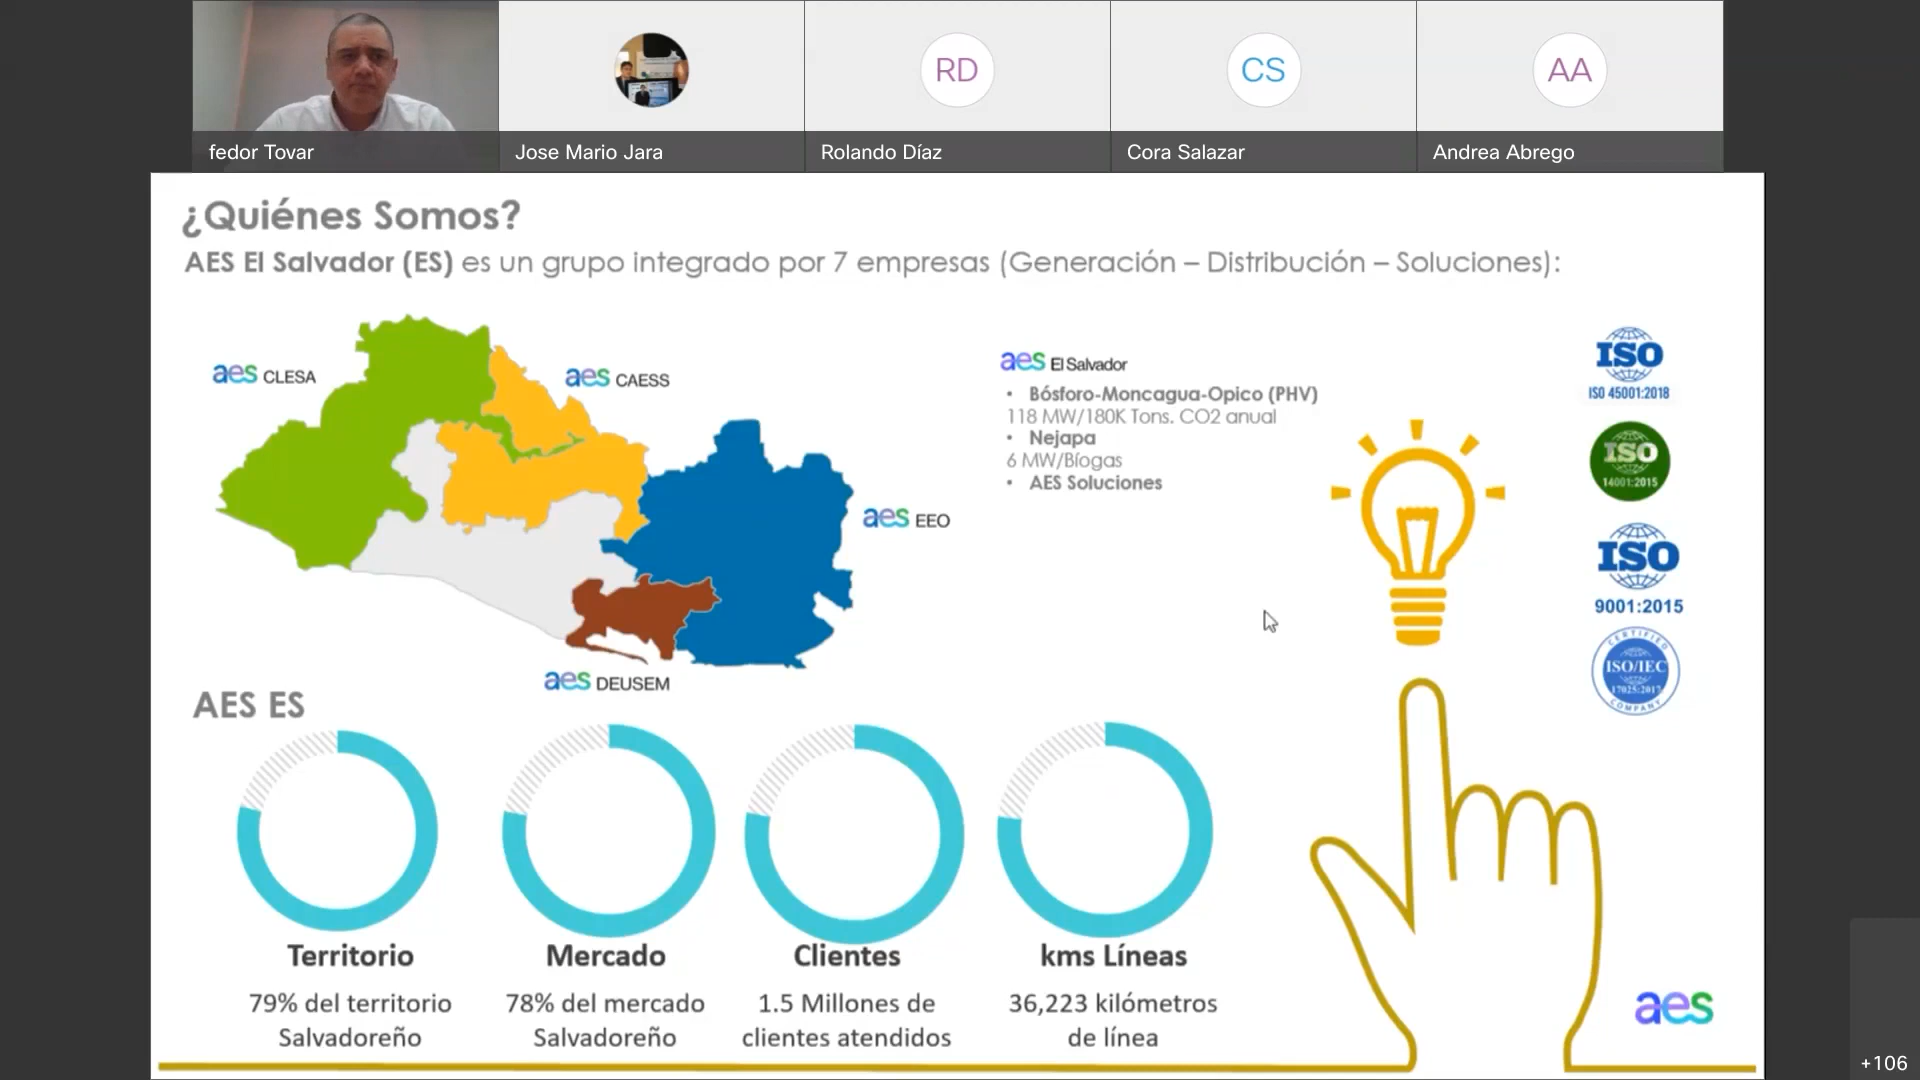 RD
CS
AA
fedor Tovar
Jose Mario Jara
Rolando Díaz
Cora Salazar
Andrea Abrego
¿Quiénes Somos?
AES El Salvador (ES) es un grupo integrado por 7 empresas (Generación – Distribución – Soluciones):
aes CLESA
aes CAESS
aes EEO
aes DEUSEM
aes El Salvador
• Bósforo-Moncagua-Opico (PHV)
118 MW/180K Tons. CO2 anual
• Nejapa
6 MW/Bíogas
• AES Soluciones
ISO
ISO 45001:2018
ISO
14001:2015
ISO
9001:2015
CERTIFIED
ISO/IEC
17025:2017
COMPANY
AES ES
Territorio
79% del territorio
Salvadoreño
Mercado
78% del mercado
Salvadoreño
Clientes
1.5 Millones de
clientes atendidos
kms Líneas
36,223 kilómetros
de línea
aes
+106